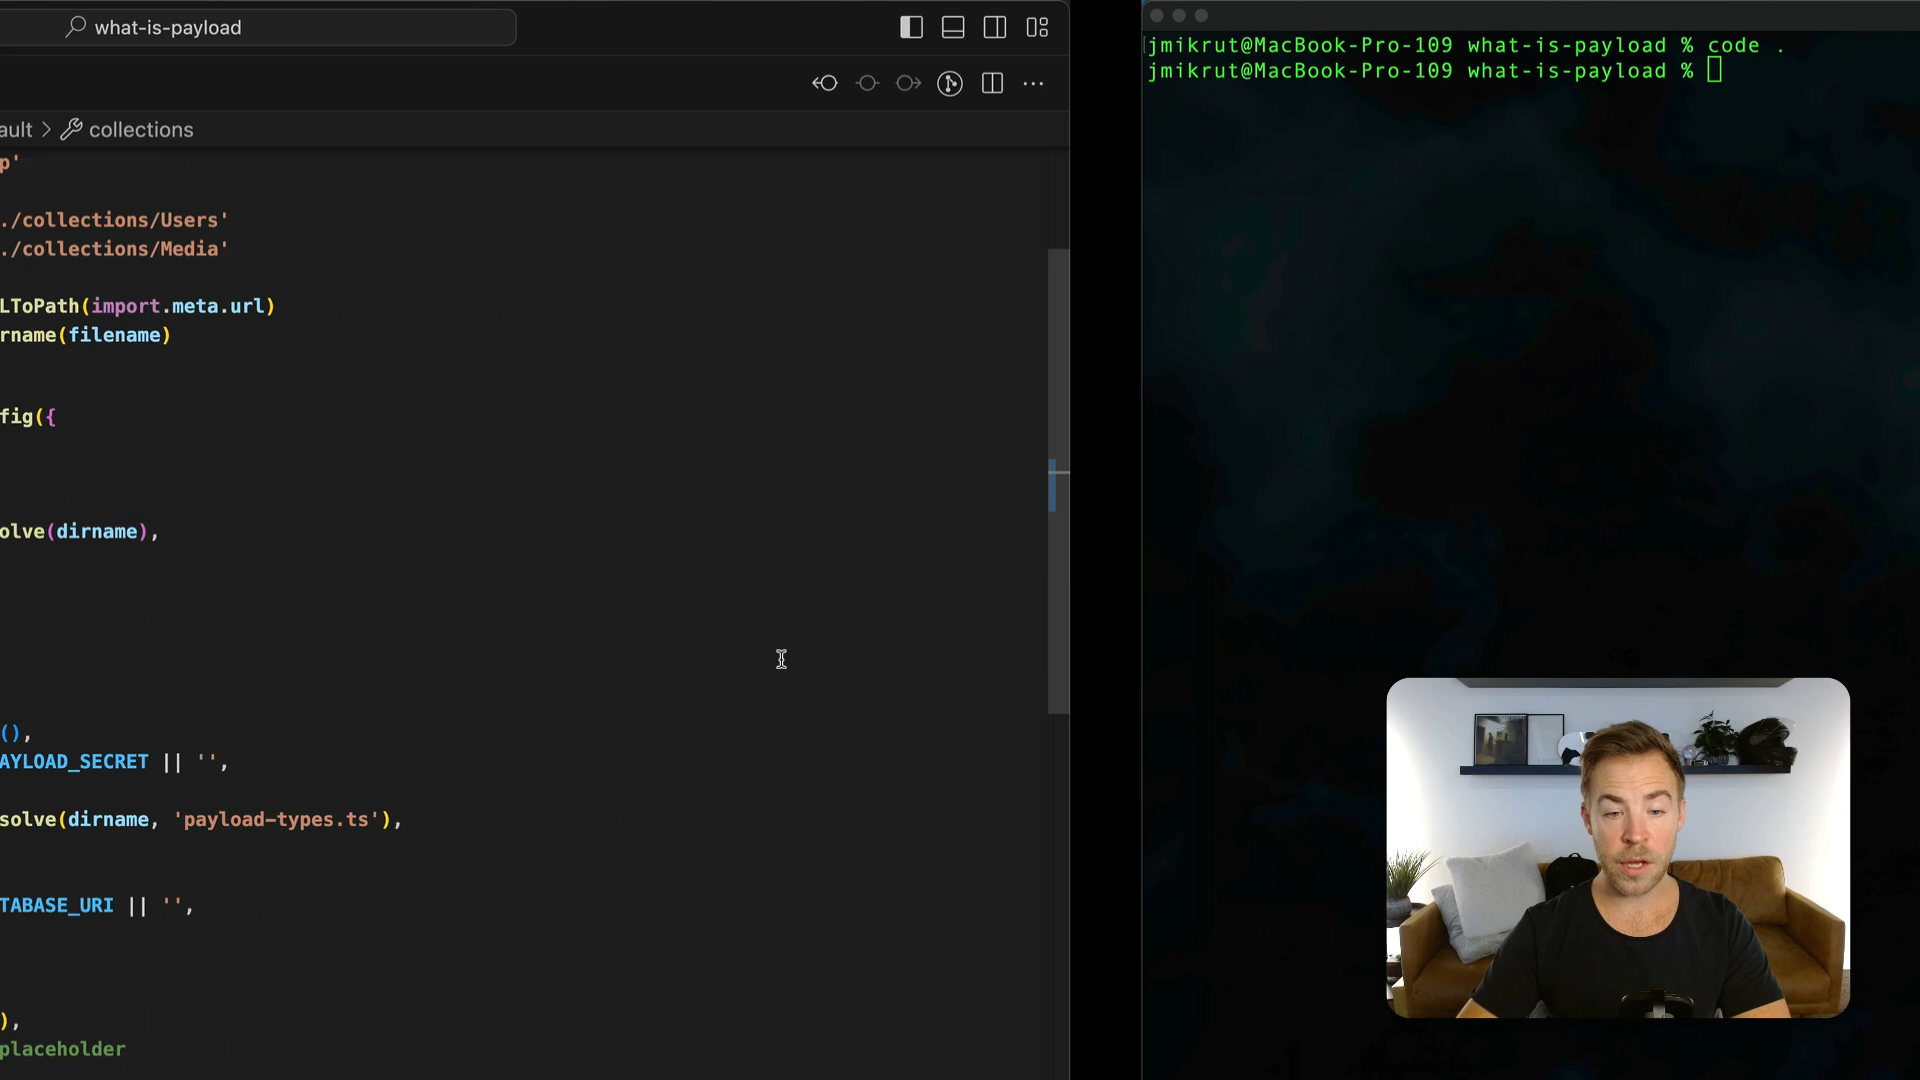 what-is-payload
ault > collections
p'
./collections/Users'
./collections/Media'
LToPath(import.meta.url)
rname(filename)
fig({
olve(dirname),
(),
AYLOAD_SECRET || '',
solve(dirname, 'payload-types.ts'),
TABASE_URI || '',
),
placeholder
jmikrut@MacBook-Pro-109 what-is-payload % code .
jmikrut@MacBook-Pro-109 what-is-payload %